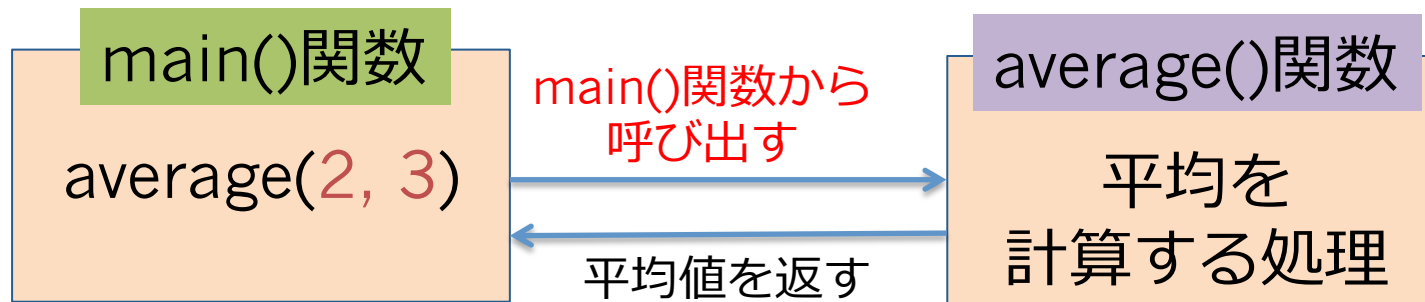 main()関数
average(2, 3)
main()関数から
呼び出す
平均値を返す
average()関数
平均を
計算する処理